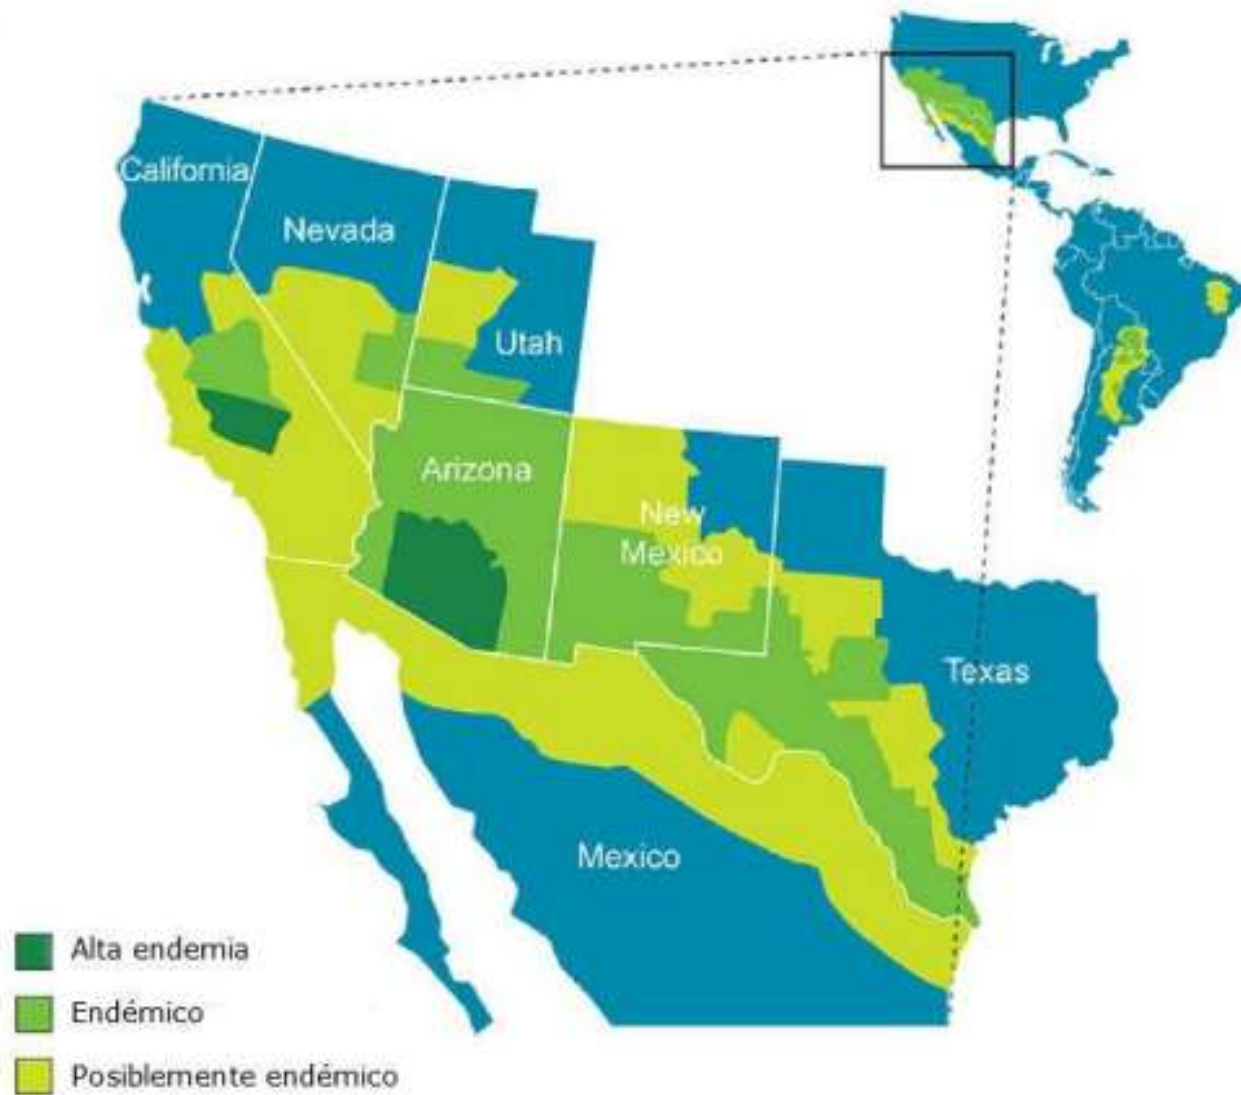 California
Nevada
Utah
Arizona
New
Mexico
Texas
Mexico
Alta endemia
Endémico
Posiblemente endémico